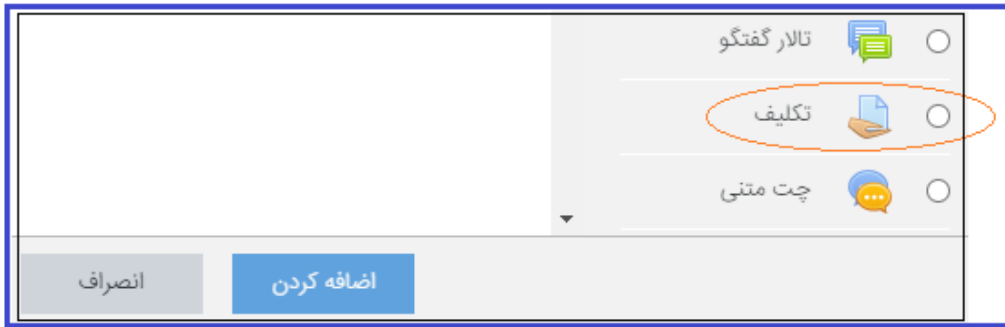 تالار گفتگو
تکلیف
چت متنی
اضافه کردن
انصراف